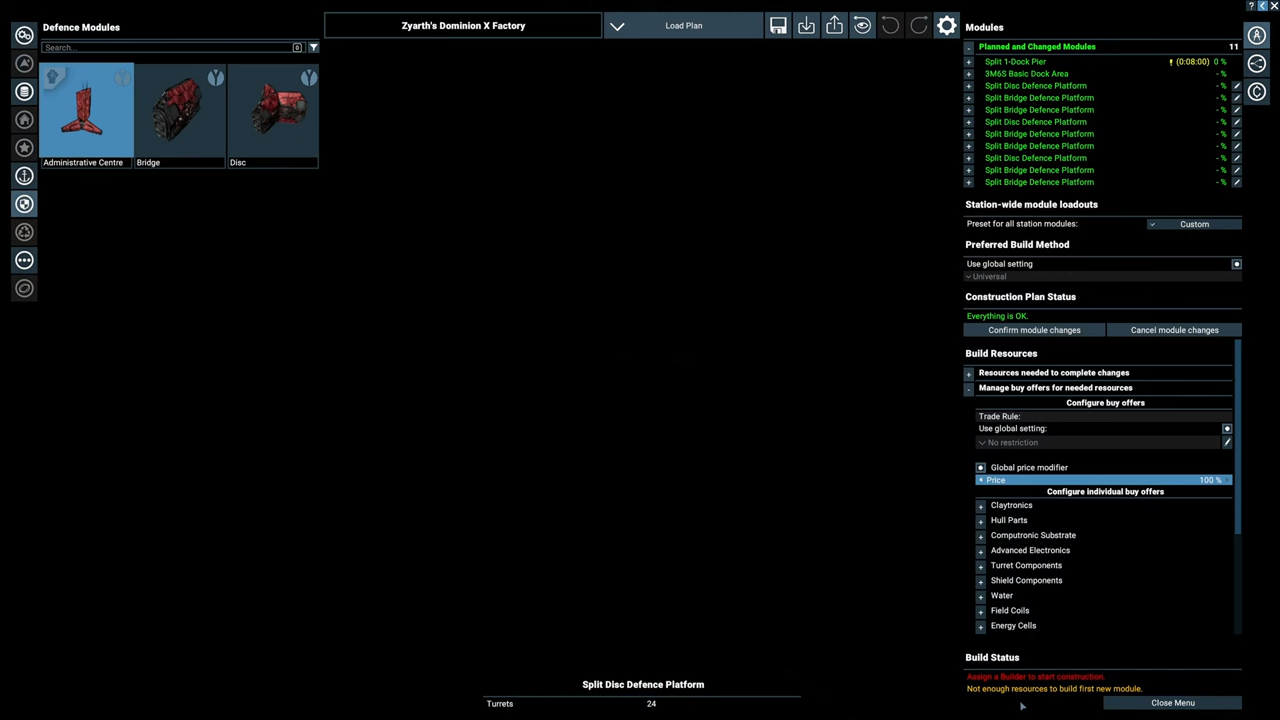 Defence Modules
Search...
0
Administrative Centre
Bridge
Disc
Zyarth's Dominion X Factory
Load Plan
?
Modules
- Planned and Changed Modules 11
+ Split 1-Dock Pier (0:08:00) 0 %
+ 3M6S Basic Dock Area - %
+ Split Disc Defence Platform - %
+ Split Bridge Defence Platform - %
+ Split Bridge Defence Platform - %
+ Split Disc Defence Platform - %
+ Split Bridge Defence Platform - %
+ Split Bridge Defence Platform - %
+ Split Disc Defence Platform - %
+ Split Bridge Defence Platform - %
+ Split Bridge Defence Platform - %
Station-wide module loadouts
Preset for all station modules: Custom
Preferred Build Method
Use global setting
Universal
Construction Plan Status
Everything is OK.
Confirm module changes
Cancel module changes
Build Resources
+ Resources needed to complete changes
- Manage buy offers for needed resources
Configure buy offers
Trade Rule:
Use global setting:
No restriction
Global price modifier
Price 100 %
Configure individual buy offers
+ Claytronics
+ Hull Parts
+ Computronic Substrate
+ Advanced Electronics
+ Turret Components
+ Shield Components
+ Water
+ Field Coils
+ Energy Cells
Build Status
Assign a Builder to start construction.
Not enough resources to build first new module.
Close Menu
Split Disc Defence Platform
Turrets 24